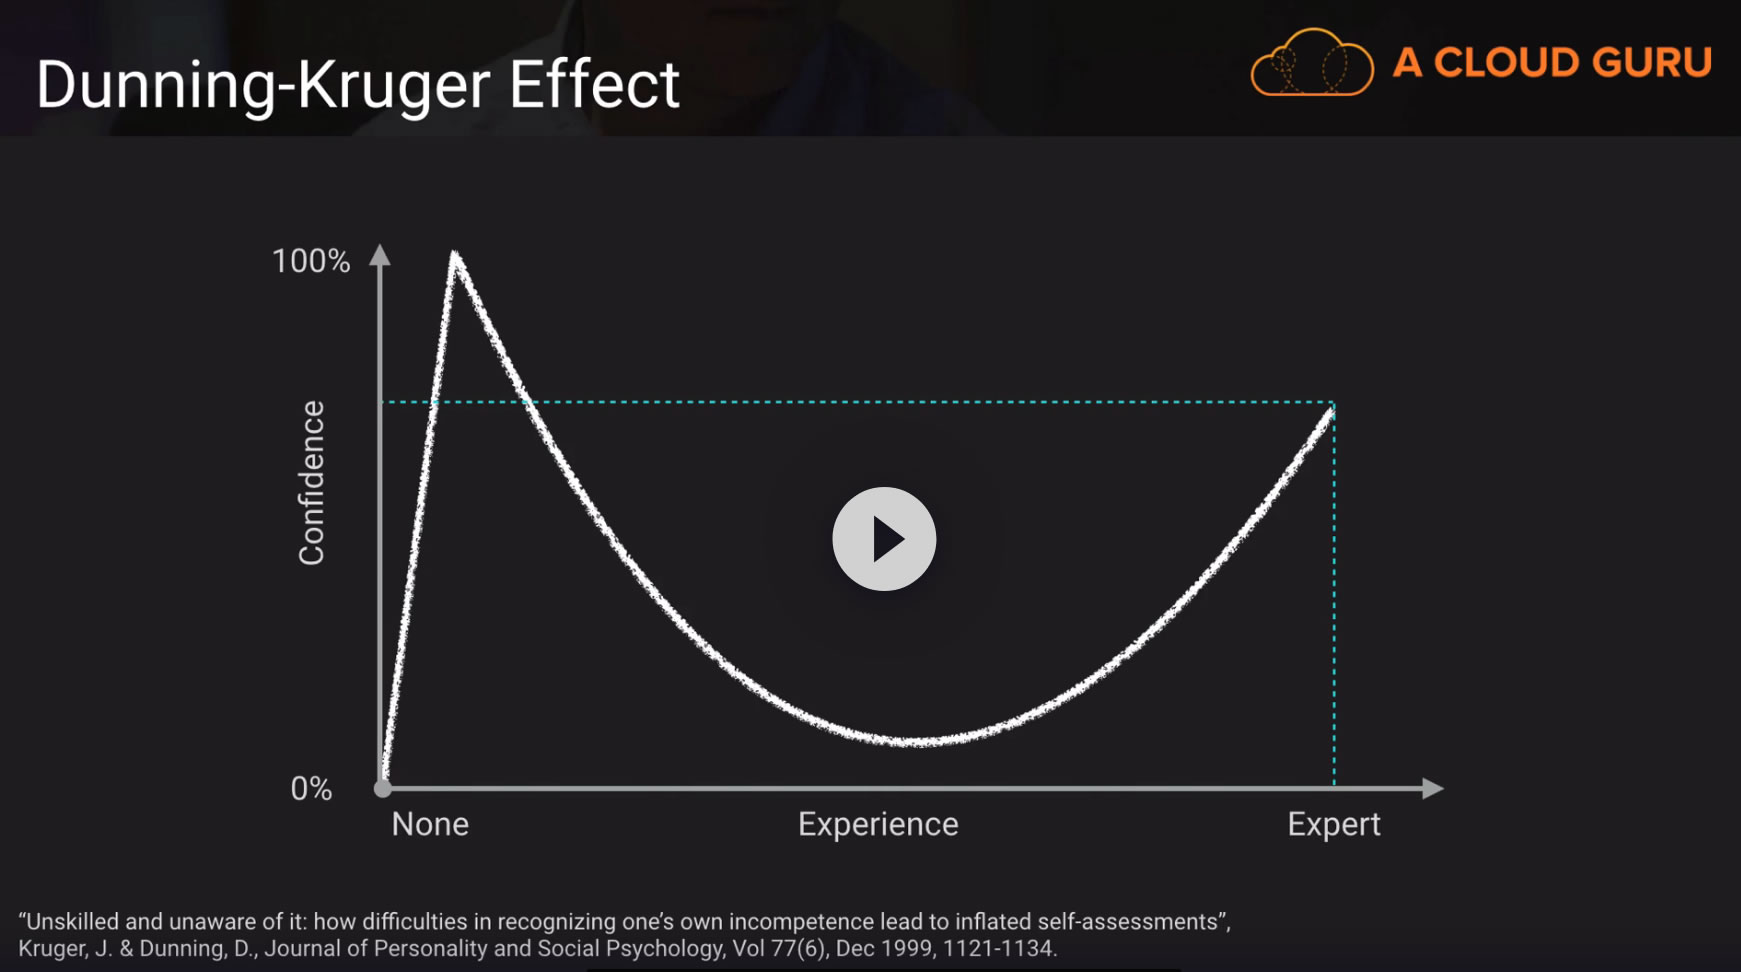 Dunning-Kruger Effect
A CLOUD GURU
100%
Confidence
0%
None
Experience
Expert
“Unskilled and unaware of it: how difficulties in recognizing one’s own incompetence lead to inflated self-assessments”,
Kruger, J. & Dunning, D., Journal of Personality and Social Psychology, Vol 77(6), Dec 1999, 1121-1134.